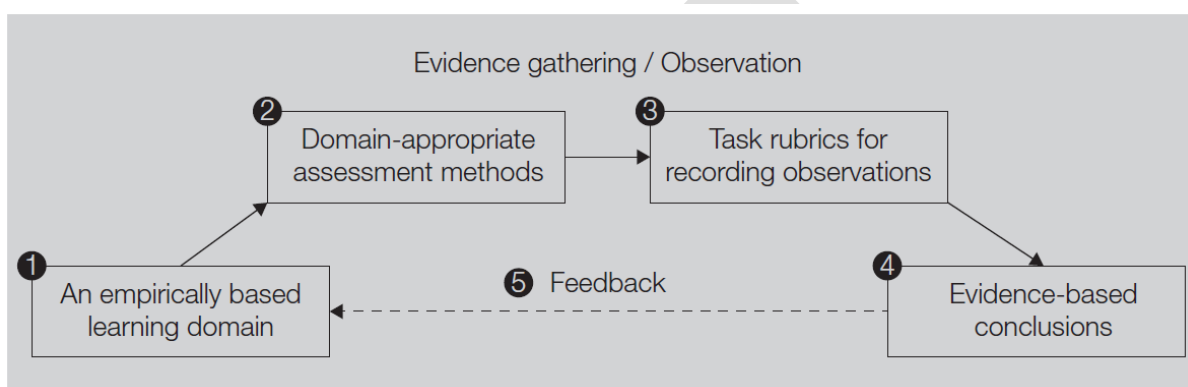 Evidence gathering / Observation
2
Domain-appropriate
assessment methods
3
Task rubrics for
recording observations
1
An empirically based
learning domain
5 Feedback
4
Evidence-based
conclusions